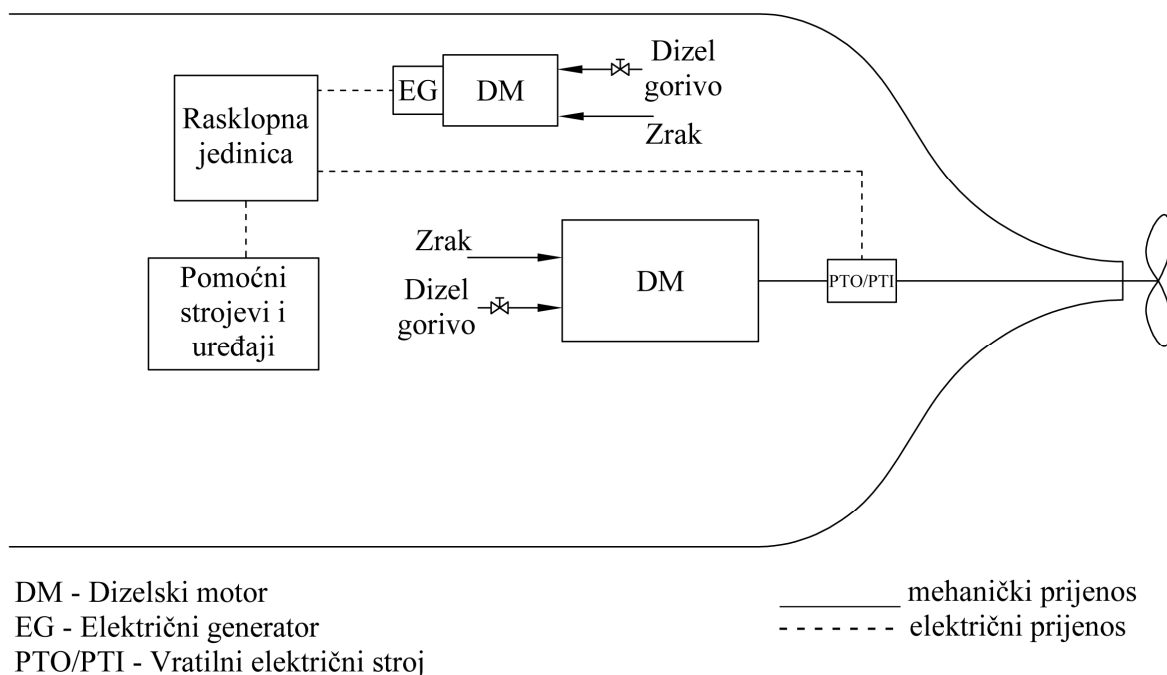 Dizel
gorivo
EG
DM
Zrak
Rasklopna
jedinica
Zrak
Dizel
gorivo
DM
PTO/PTI
Pomoćni
strojevi i
uređaji
DM - Dizelski motor
EG - Električni generator
PTO/PTI - Vratilni električni stroj
mehanički prijenos
električni prijenos